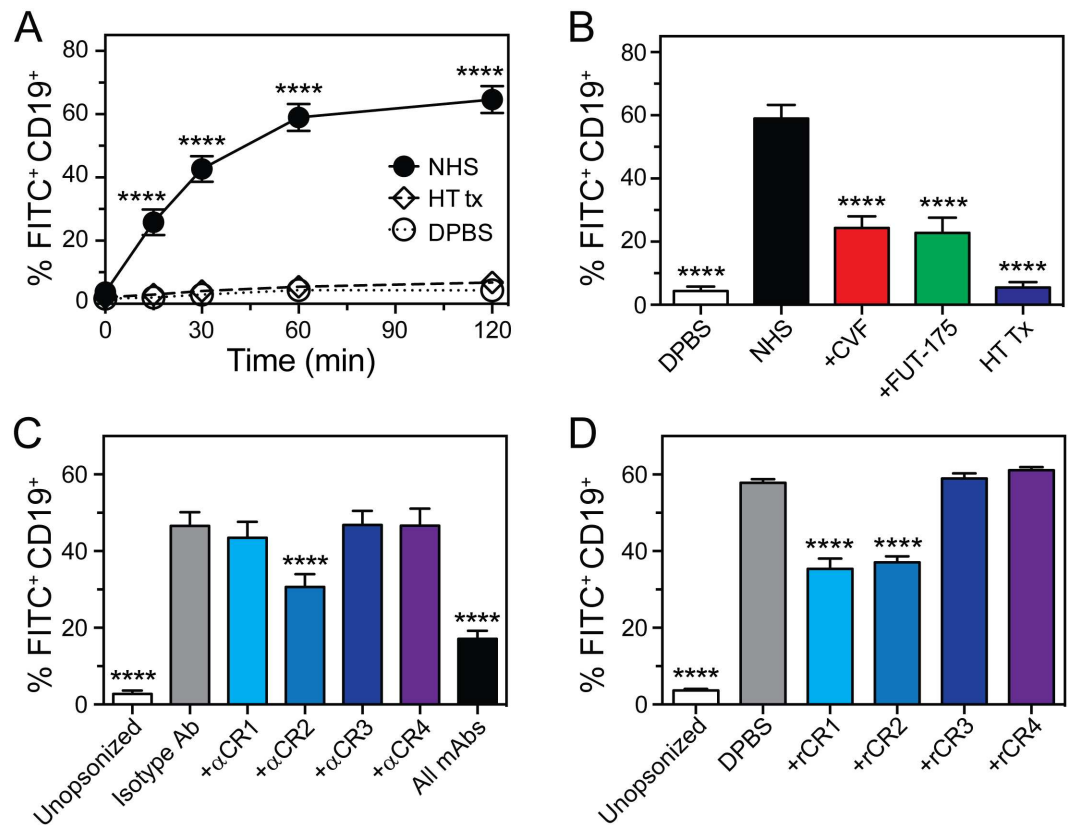 A
% FITC⁺ CD19⁺
80
60
40
20
0
****
****
****
****
NHS
HT tx
DPBS
0
30
60
90
120
Time (min)
B
% FITC⁺ CD19⁺
80
60
40
20
0
****
****
****
****
DPBS
NHS
+CVF
+FUT-175
HT Tx
C
% FITC⁺ CD19⁺
60
40
20
0
****
****
****
Unopsonized
Isotype Ab
+αCR1
+αCR2
+αCR3
+αCR4
All mAbs
D
% FITC⁺ CD19⁺
60
40
20
0
****
****
****
Unopsonized
DPBS
+rCR1
+rCR2
+rCR3
+rCR4